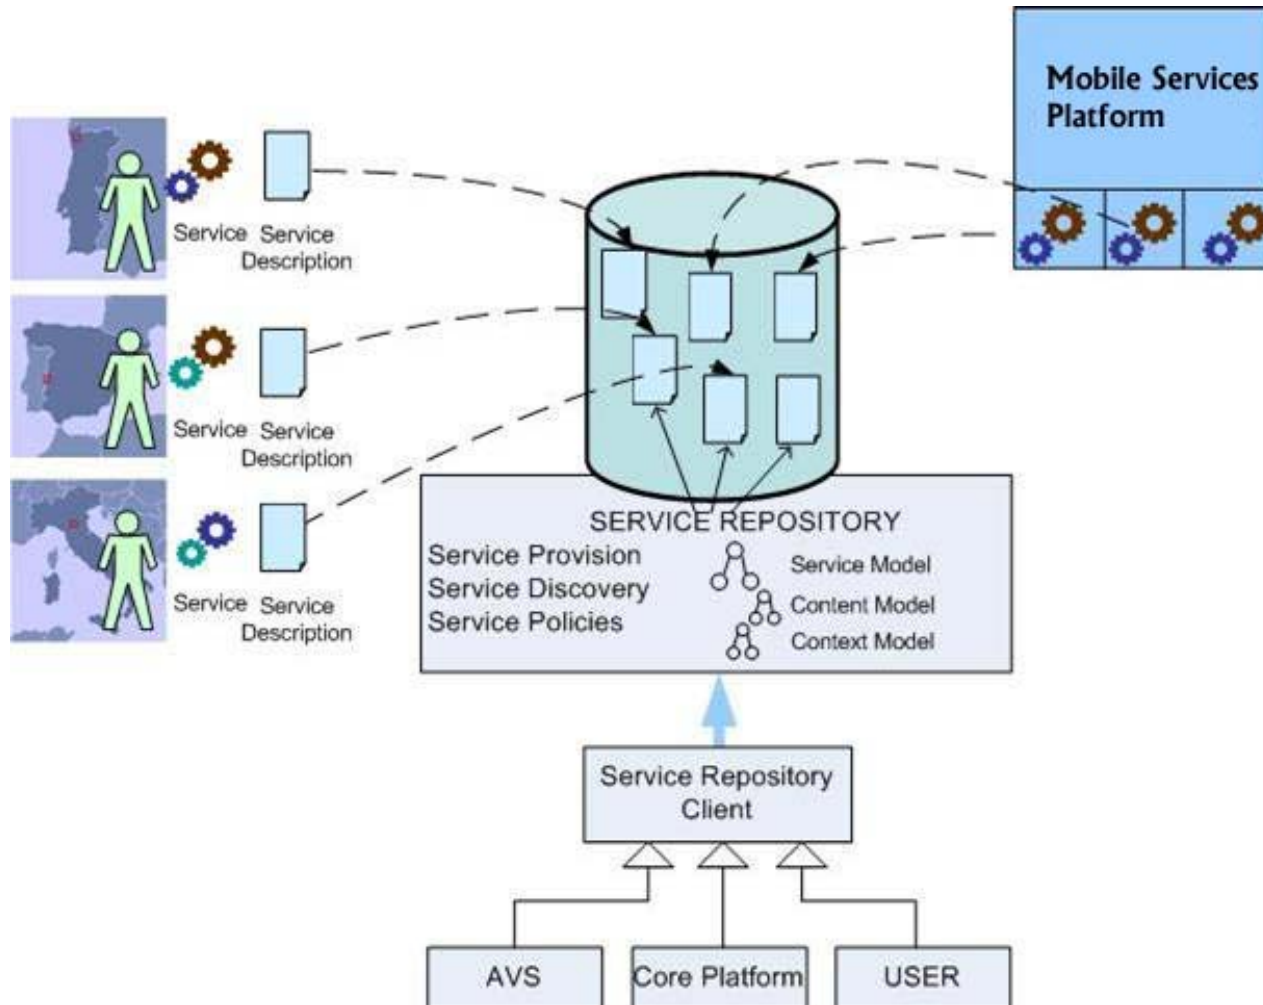 Mobile Services
Platform
Service
Service
Description
Service
Service
Description
Service
Service
Description
SERVICE REPOSITORY
Service Provision
Service Discovery
Service Policies
Service Model
Content Model
Context Model
Service Repository
Client
AVS
Core Platform
USER